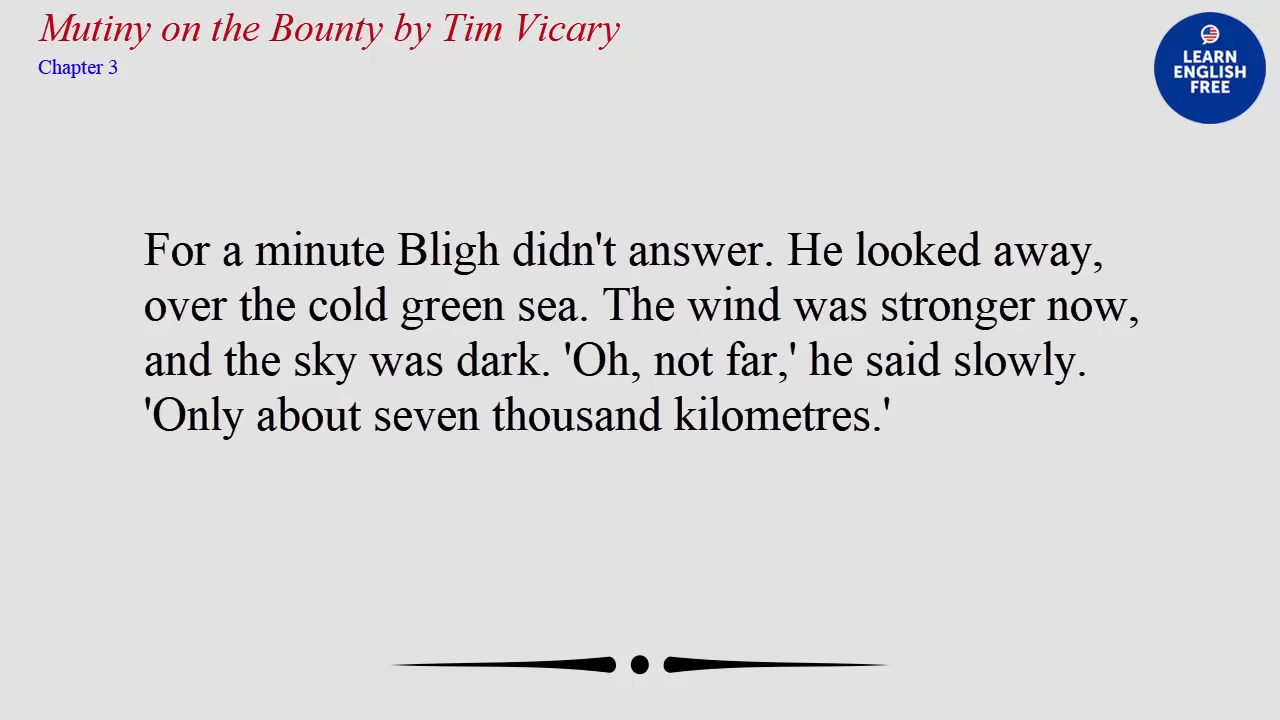 Mutiny on the Bounty by Tim Vicary
Chapter 3
LEARN
ENGLISH
FREE
For a minute Bligh didn't answer. He looked away,
over the cold green sea. The wind was stronger now,
and the sky was dark. 'Oh, not far,' he said slowly.
'Only about seven thousand kilometres.'